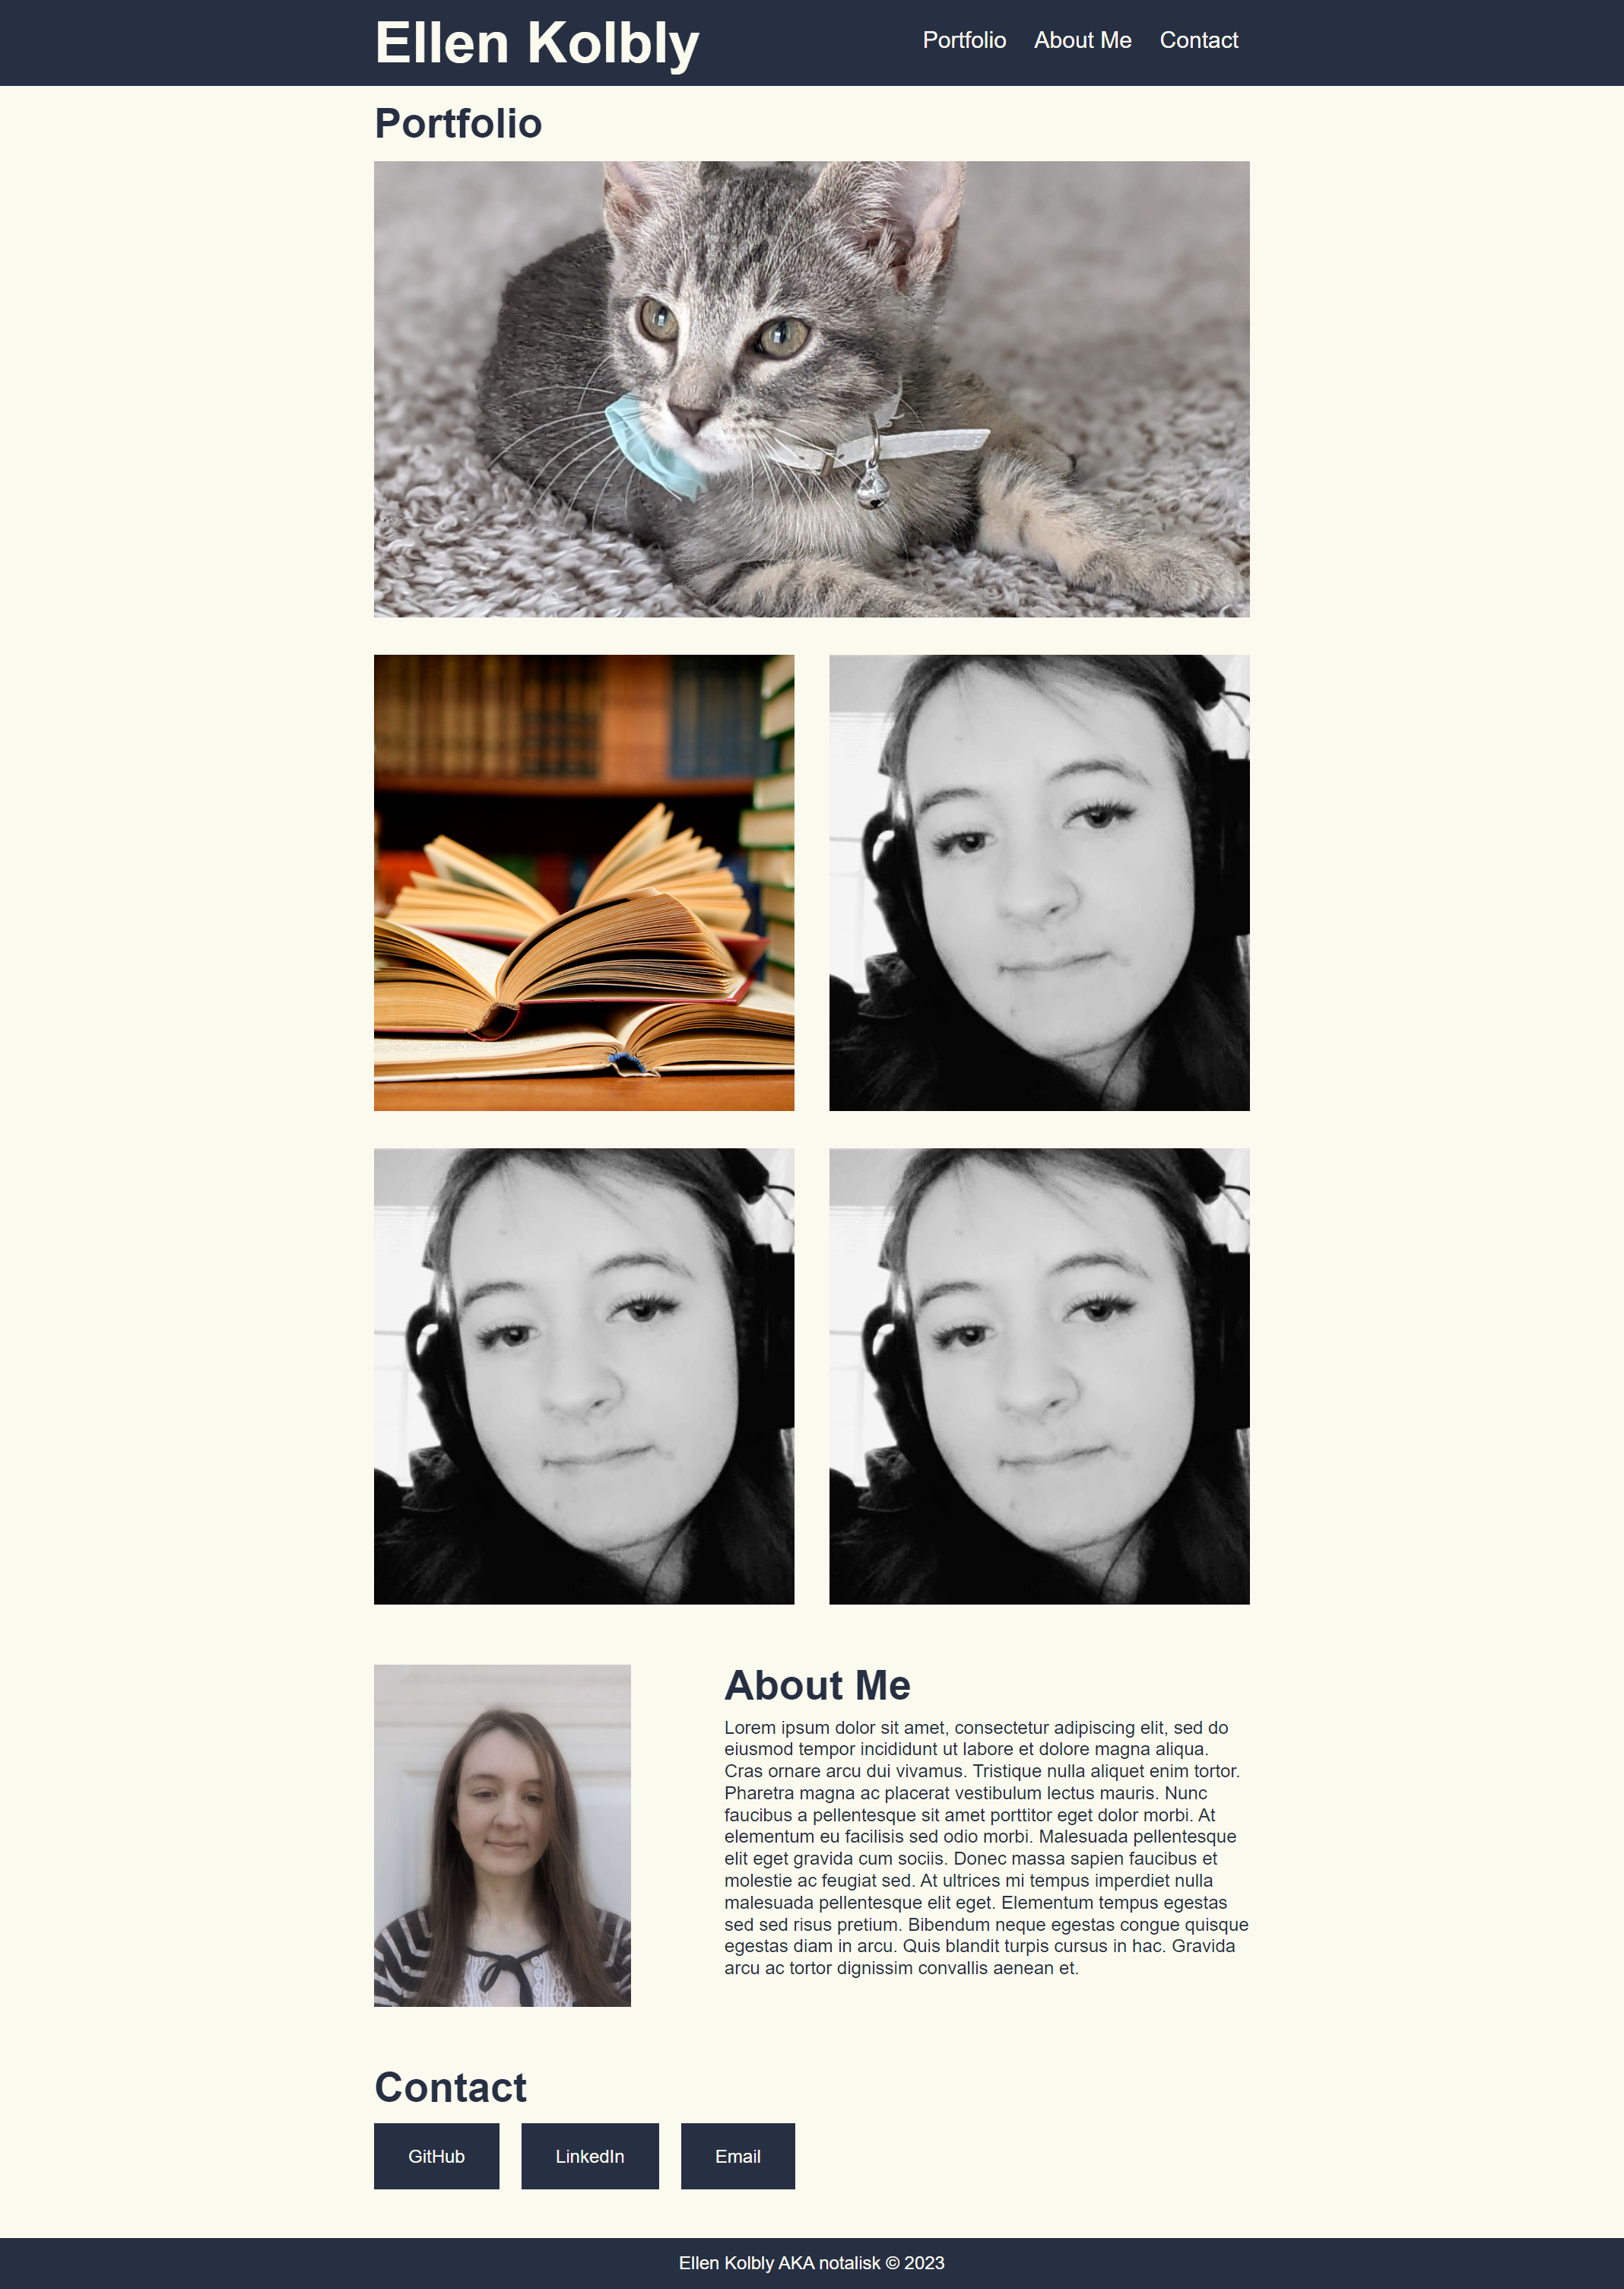 Ellen Kolbly
Portfolio About Me Contact
Portfolio
About Me
Lorem ipsum dolor sit amet, consectetur adipiscing elit, sed do
eiusmod tempor incididunt ut labore et dolore magna aliqua.
Cras ornare arcu dui vivamus. Tristique nulla aliquet enim tortor.
Pharetra magna ac placerat vestibulum lectus mauris. Nunc
faucibus a pellentesque sit amet porttitor eget dolor morbi. At
elementum eu facilisis sed odio morbi. Malesuada pellentesque
elit eget gravida cum sociis. Donec massa sapien faucibus et
molestie ac feugiat sed. At ultrices mi tempus imperdiet nulla
malesuada pellentesque elit eget. Elementum tempus egestas
sed sed risus pretium. Bibendum neque egestas congue quisque
egestas diam in arcu. Quis blandit turpis cursus in hac. Gravida
arcu ac tortor dignissim convallis aenean et.
Contact
GitHub LinkedIn Email
Ellen Kolbly AKA notalisk © 2023